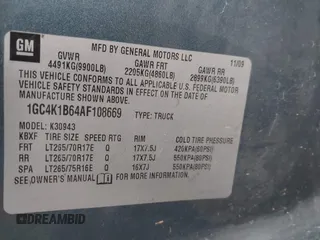 GM
MFD BY GENERAL MOTORS LLC
11/09
GVWR GAWR FRT GAWR RR
4491KG(9900LB) 2205KG(4860LB) 2899KG(6390LB)
THIS VEHICLE CONFORMS TO ALL APPLICABLE U.S. FEDERAL
MOTOR VEHICLE SAFETY
STANDARDS IN EFFECT ON THE DATE OF MANUFACTURE SHOWN ABOVE.
1GC4K1B64AF108669
TYPE: TRUCK
MODEL: K30943
KBXF TIRE SIZE SPEED RTG RIM COLD TIRE PRESSURE
FRT LT265/70R17E Q 17X7.5J
RR LT265/70R17E Q 17X7.5J 550KPA(80PSI)
SPA LT265/75R16E Q 16X7J 550KPA(80PSI)
SEE OWNER'S MANUAL
DREAMBID